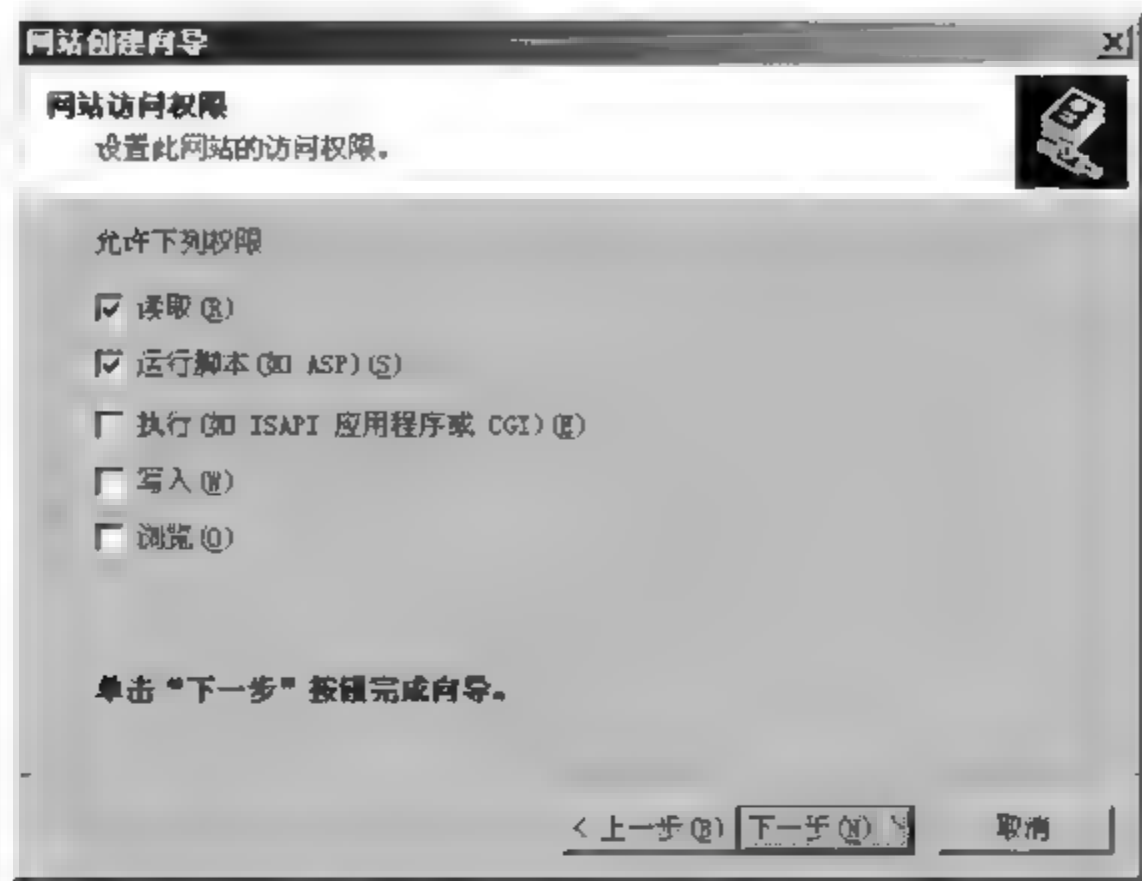 网站创建向导
网站访问权限
设置此网站的访问权限。
允许下列权限
读取(R)
运行脚本(如 ASP)(S)
执行(如 ISAPI 应用程序或 CGI)(E)
写入(W)
浏览(O)
单击“下一步”按钮完成向导。
< 上一步(B) 下一步(N) > 取消